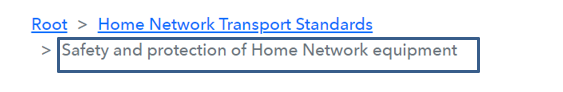 Root > Home Network Transport Standards
> Safety and protection of Home Network equipment